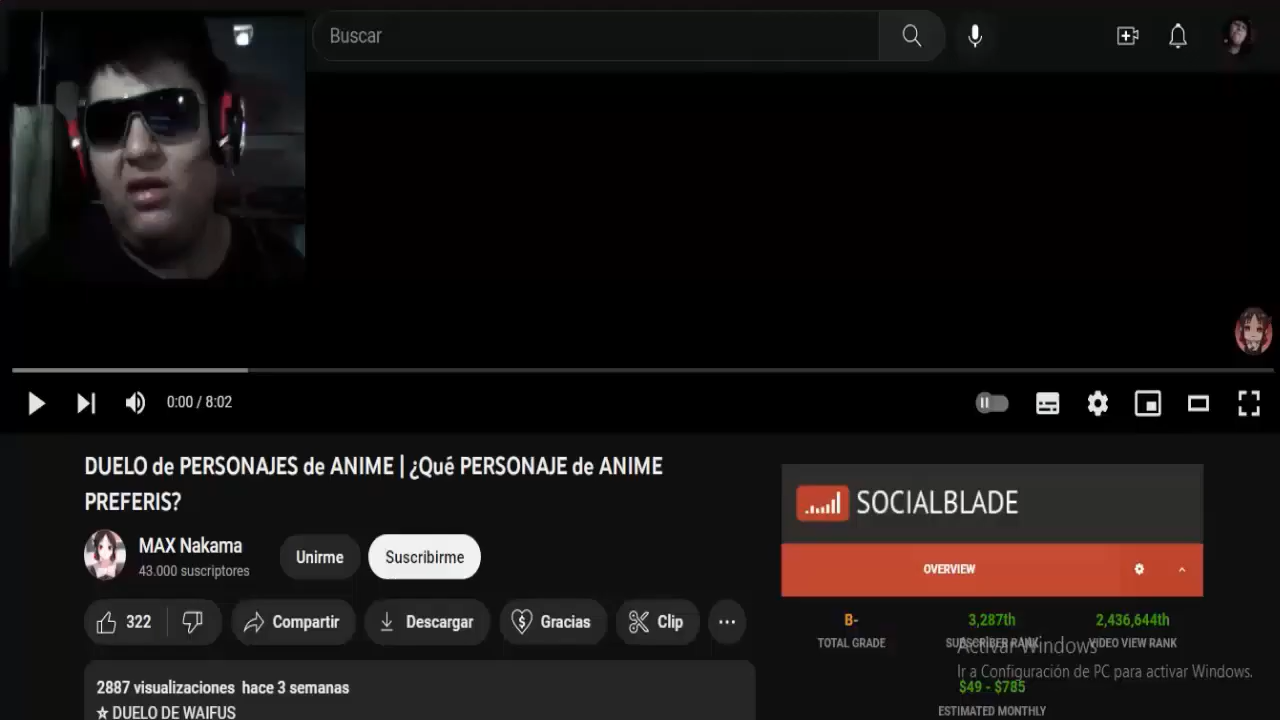 Buscar
0:00 / 8:02
DUELO de PERSONAJES de ANIME | ¿Qué PERSONAJE de ANIME
PREFERIS?
MAX Nakama
43.000 suscriptores
Unirme
Suscribirme
322
Compartir
Descargar
Gracias
Clip
2887 visualizaciones hace 3 semanas
☆ DUELO DE WAIFUS
SOCIALBLADE
OVERVIEW
B-
3,287th
2,436,644th
TOTAL GRADE
SUBSCRIBER RANK
VIDEO VIEW RANK
Activar Windows
Ir a Configuración de PC para activar Windows.
$49 - $785
ESTIMATED MONTHLY